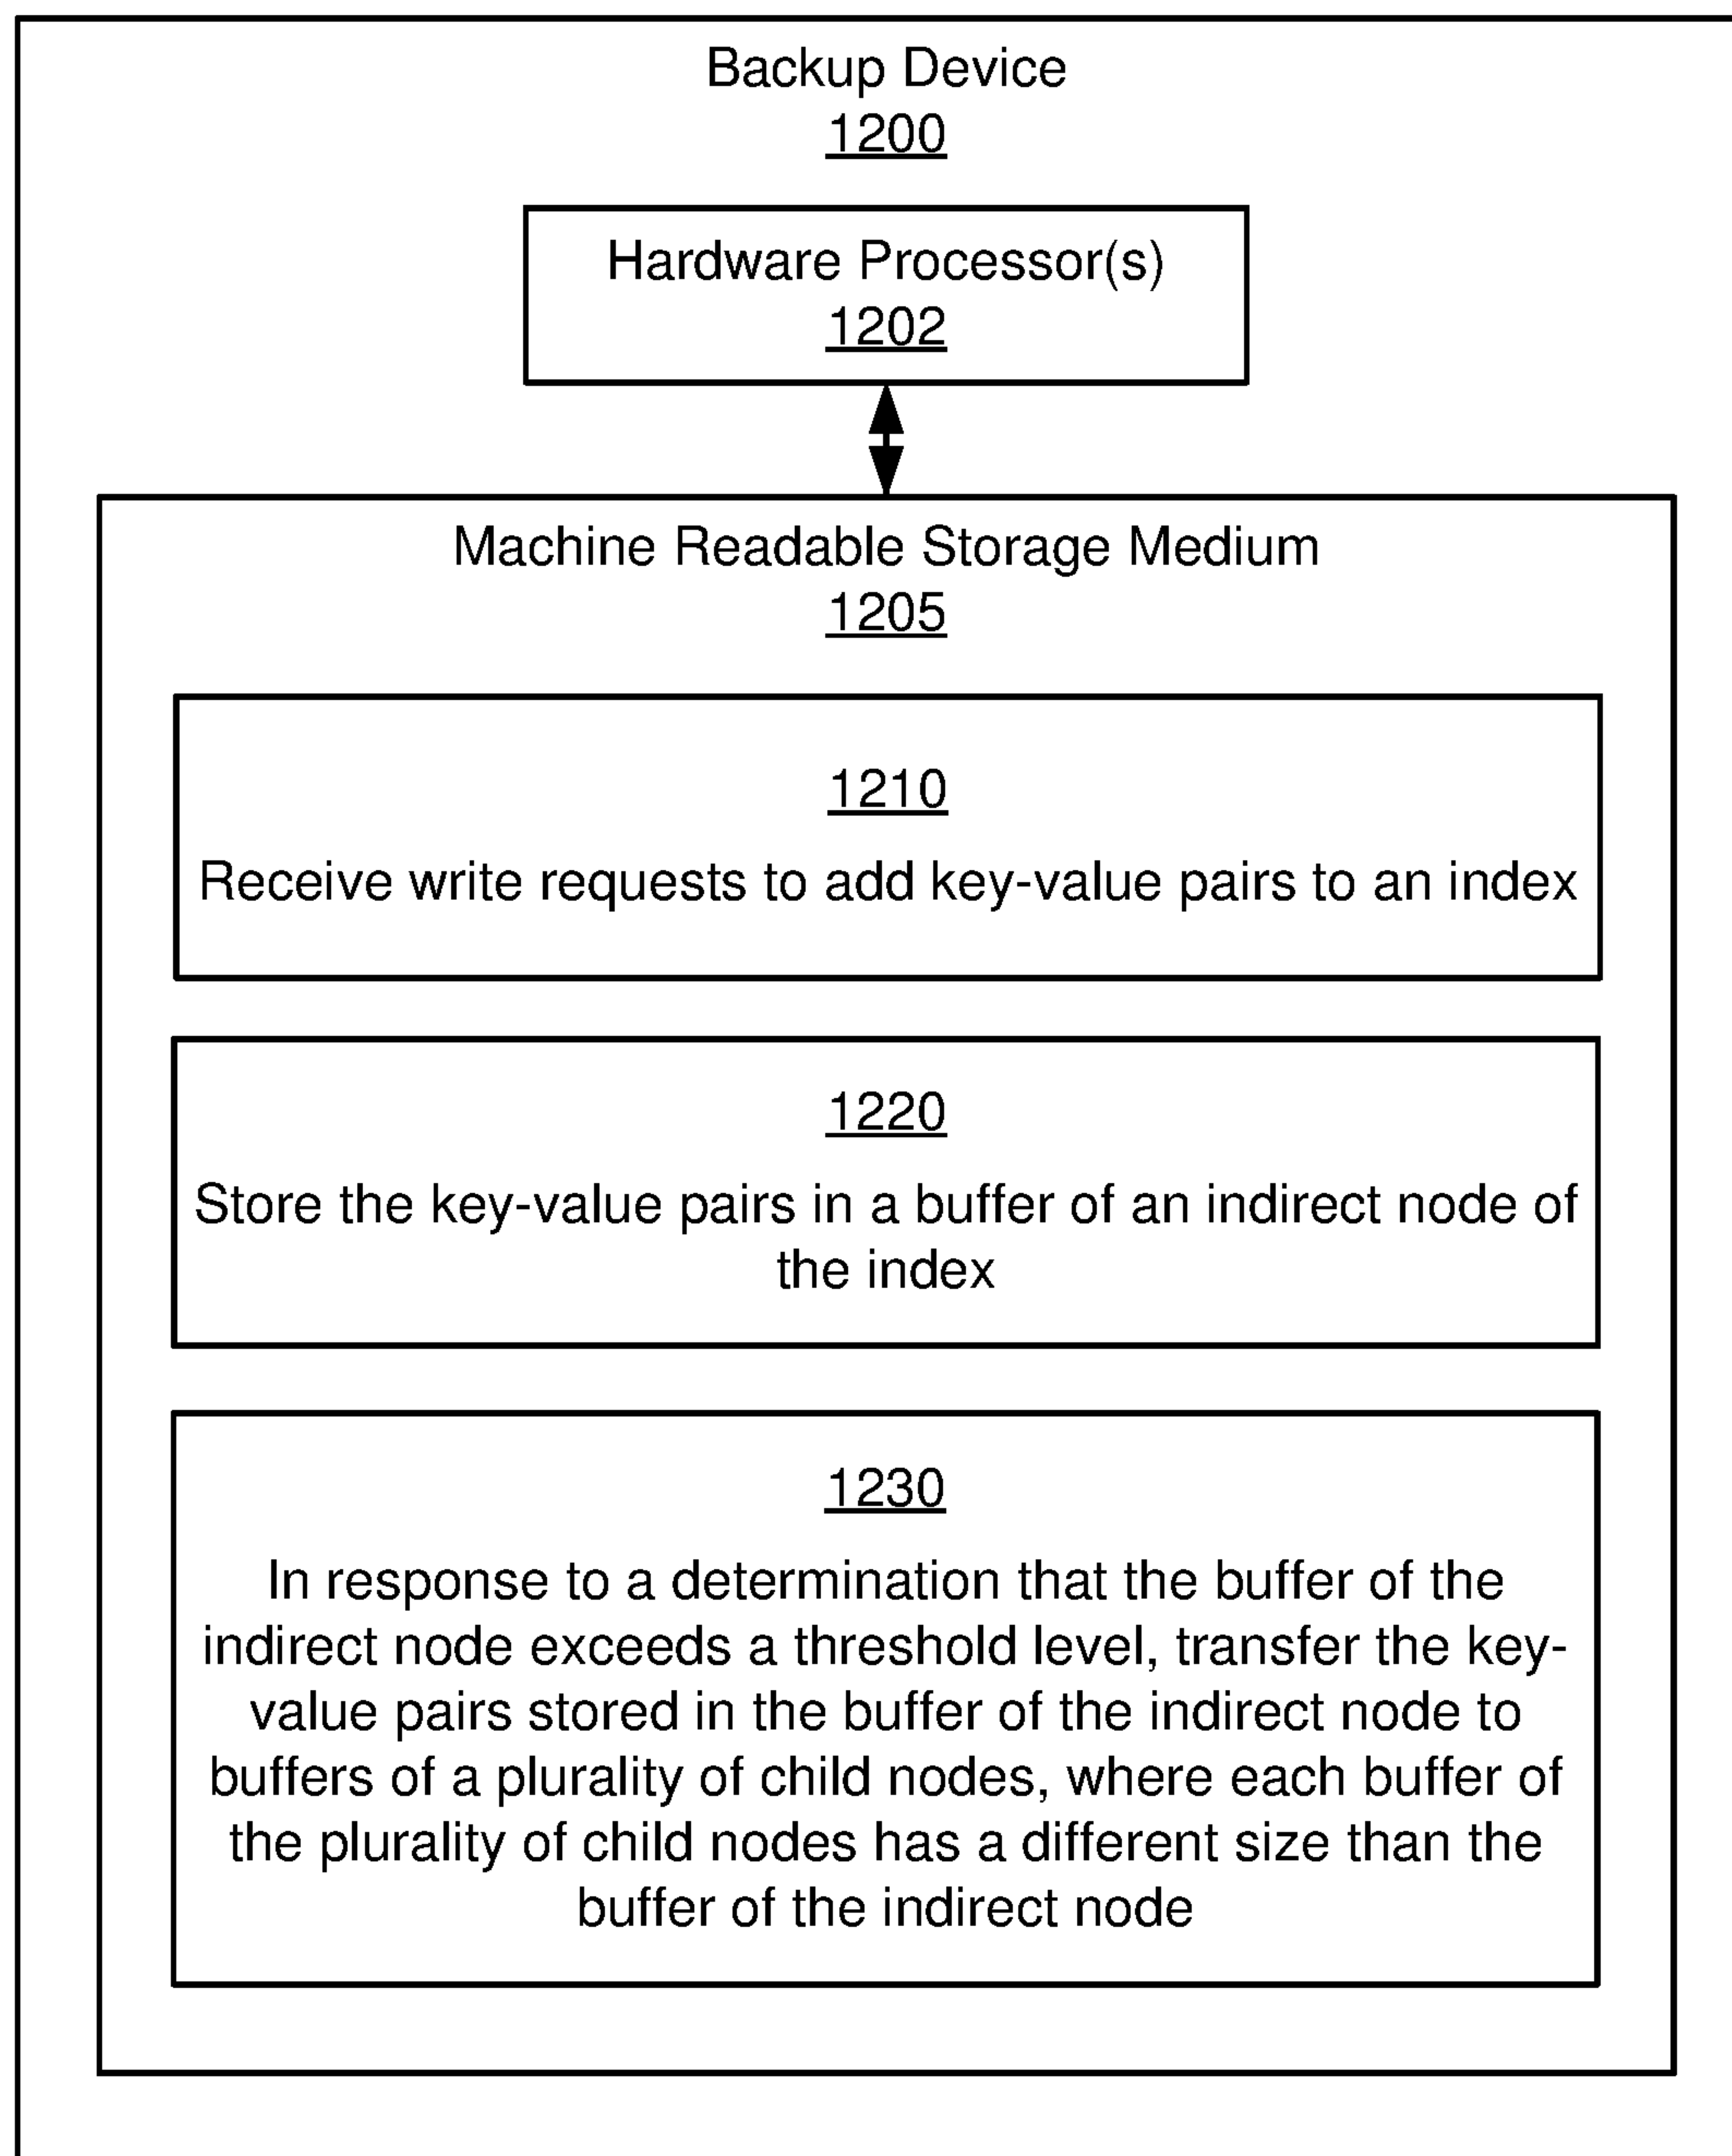 Backup Device
1200
Hardware Processor(s)
1202
Machine Readable Storage Medium
1205
1210
Receive write requests to add key-value pairs to an index
1220
Store the key-value pairs in a buffer of an indirect node of
the index
1230
In response to a determination that the buffer of the
indirect node exceeds a threshold level, transfer the key-
value pairs stored in the buffer of the indirect node to
buffers of a plurality of child nodes, where each buffer of
the plurality of child nodes has a different size than the
buffer of the indirect node